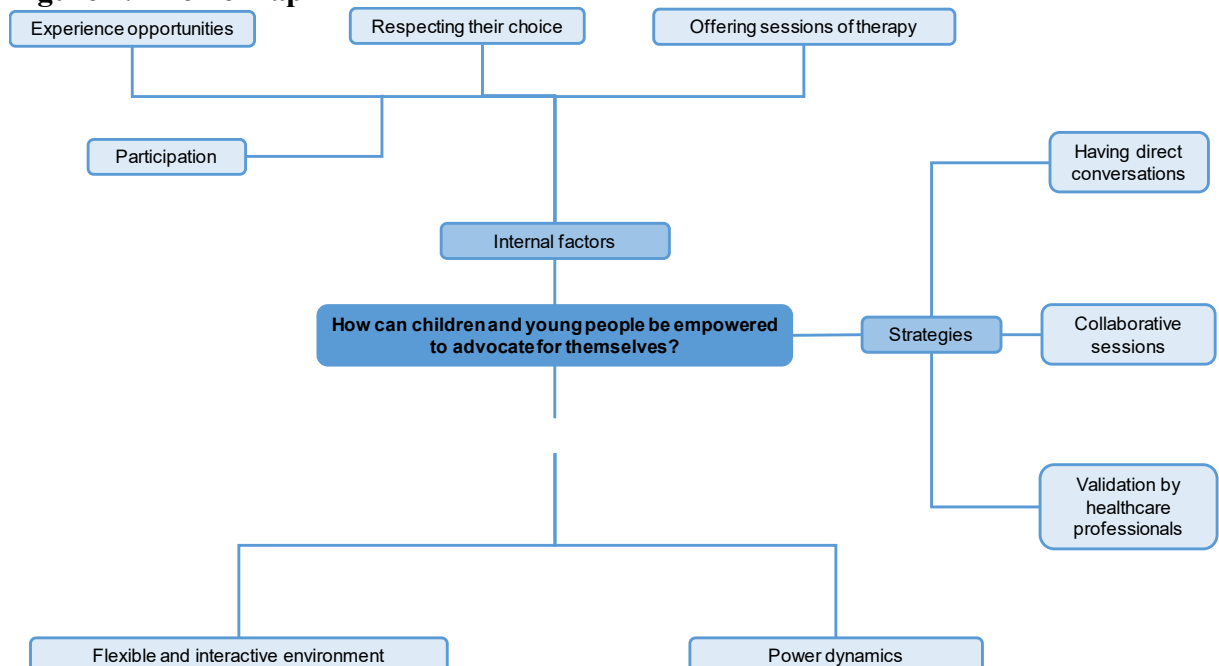 Experience opportunities
Respecting their choice
Offering sessions of therapy
Participation
Having direct
conversations
Internal factors
How can children and young people be empowered
to advocate for themselves?
Strategies
Collaborative
sessions
Validation by
healthcare
professionals
Flexible and interactive environment
Power dynamics